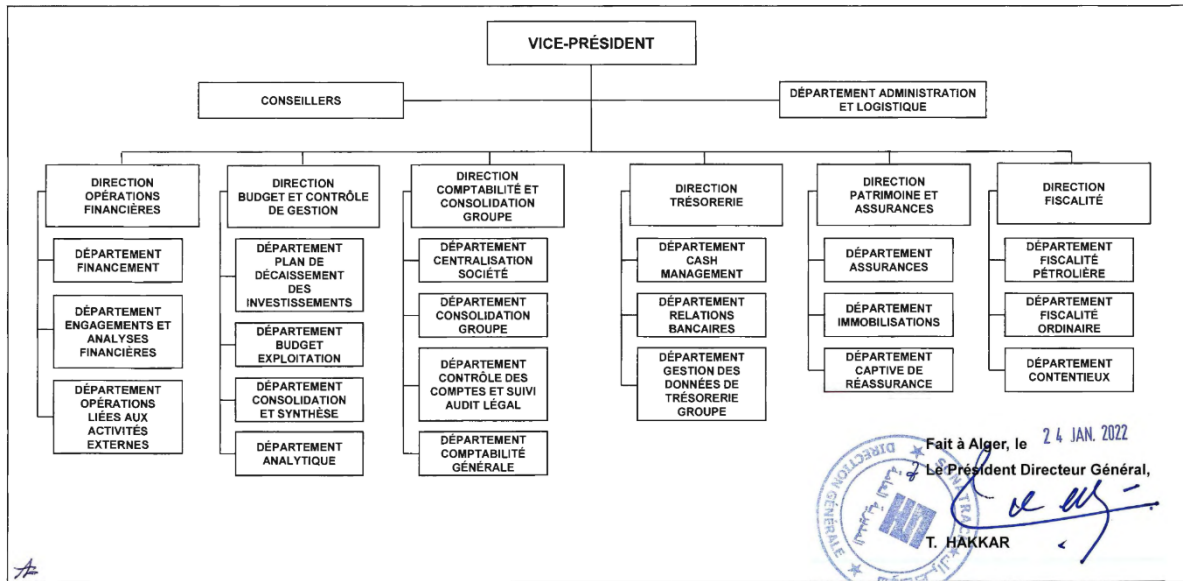 VICE-PRÉSIDENT
CONSEILLERS
DÉPARTEMENT ADMINISTRATION
ET LOGISTIQUE
DIRECTION
OPÉRATIONS
FINANCIÈRES
DÉPARTEMENT
FINANCEMENT
DÉPARTEMENT
ENGAGEMENTS ET
ANALYSES
FINANCIÈRES
DÉPARTEMENT
OPÉRATIONS
LIÉES AUX
ACTIVITÉS
EXTERNES
DIRECTION
BUDGET ET CONTRÔLE
DE GESTION
DÉPARTEMENT
PLAN DE
DÉCAISSEMENT
DES
INVESTISSEMENTS
DÉPARTEMENT
BUDGET
EXPLOITATION
DÉPARTEMENT
CONSOLIDATION
ET SYNTHÈSE
DÉPARTEMENT
ANALYTIQUE
DIRECTION
COMPTABILITÉ ET
CONSOLIDATION
GROUPE
DÉPARTEMENT
CENTRALISATION
SOCIÉTÉ
DÉPARTEMENT
CONSOLIDATION
GROUPE
DÉPARTEMENT
CONTRÔLE DES
COMPTES ET SUIVI
AUDIT LÉGAL
DÉPARTEMENT
COMPTABILITÉ
GÉNÉRALE
DIRECTION
TRÉSORERIE
DÉPARTEMENT
CASH
MANAGEMENT
DÉPARTEMENT
RELATIONS
BANCAIRES
DÉPARTEMENT
GESTION DES
DONNÉES DE
TRÉSORERIE
GROUPE
DIRECTION
PATRIMOINE ET
ASSURANCES
DÉPARTEMENT
ASSURANCES
DÉPARTEMENT
IMMOBILISATIONS
DÉPARTEMENT
CAPTIVE DE
RÉASSURANCE
DIRECTION
FISCALITÉ
DÉPARTEMENT
FISCALITÉ
PÉTROLIÈRE
DÉPARTEMENT
FISCALITÉ
ORDINAIRE
DÉPARTEMENT
CONTENTIEUX
Fait à Alger, le 24 JAN. 2022
Le Président Directeur Général,
T. HAKKAR
SONATRACH
DIRECTION GÉNÉRALE
المديرية العامة